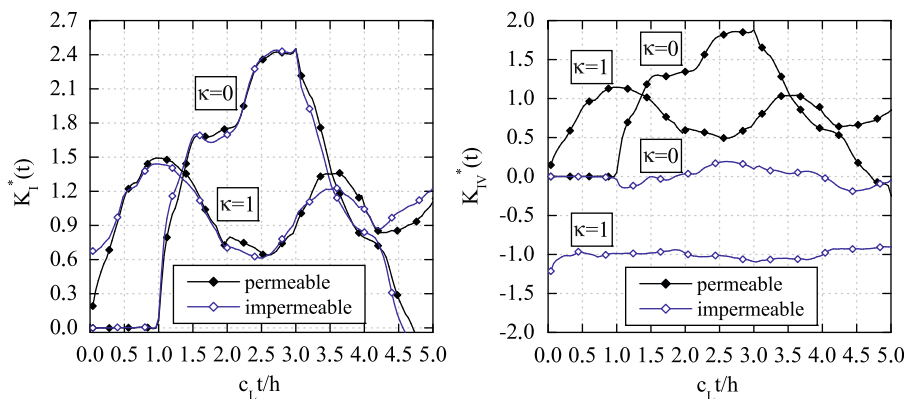 3.0
2.7
2.4
2.1
1.8
1.5
1.2
0.9
0.6
0.3
0.0
K_I^*(t)
κ=0
κ=1
permeable
impermeable
0.0 0.5 1.0 1.5 2.0 2.5 3.0 3.5 4.0 4.5 5.0
c_L t/h
2.0
1.5
1.0
0.5
0.0
-0.5
-1.0
-1.5
-2.0
K_IV^*(t)
κ=1
κ=0
κ=0
κ=1
permeable
impermeable
0.0 0.5 1.0 1.5 2.0 2.5 3.0 3.5 4.0 4.5 5.0
c_L t/h